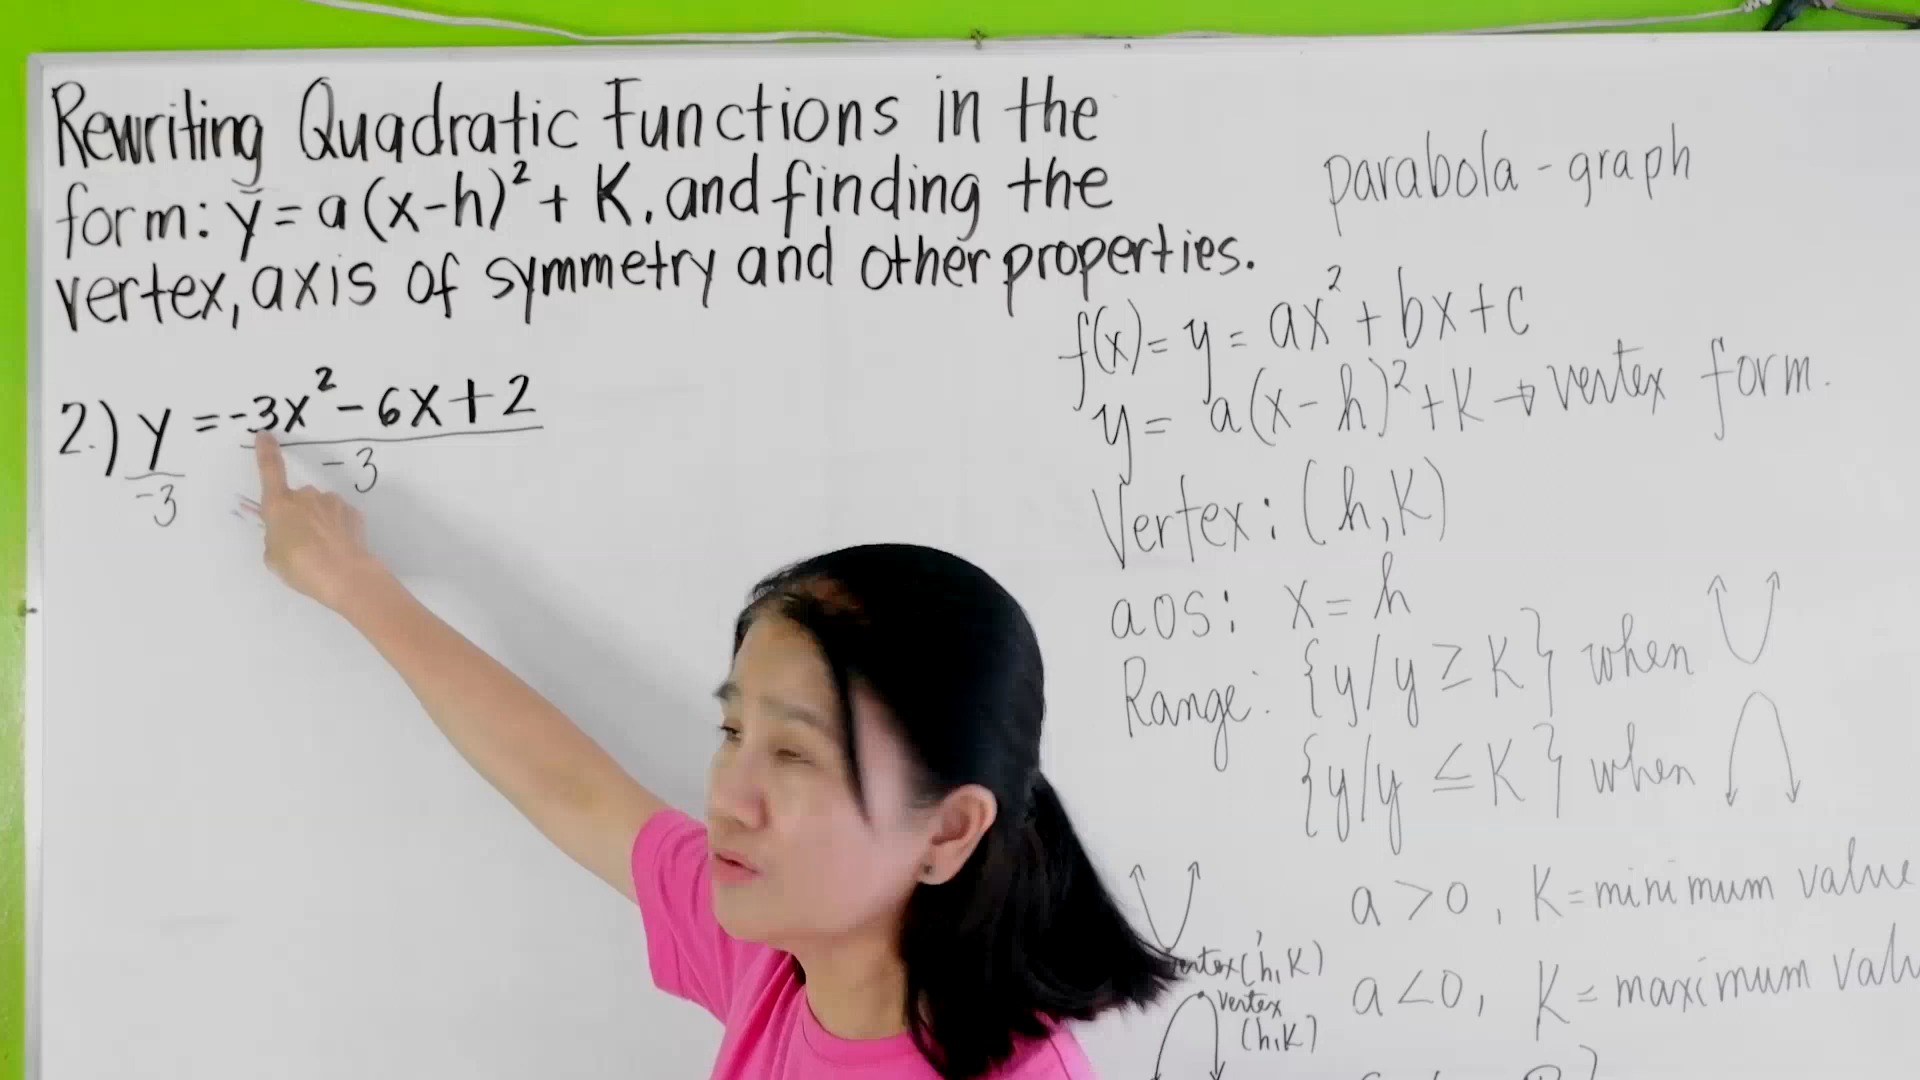 Rewriting Quadratic Functions in the
form: y = a(x-h)² + K, and finding the
vertex, axis of symmetry and other properties.
2.) y = -3x² - 6x + 2
-3 -3
parabola - graph
f(x) = y = ax² + bx + c
y = a(x-h)² + K → vertex form.
Vertex: (h, K)
aos: x = h
Range: {y/y ≥ K} when
{y/y ≤ K} when
a > 0, K = minimum value
vertex (h, K)
a < 0, K = maximum
vertex
(h, K)